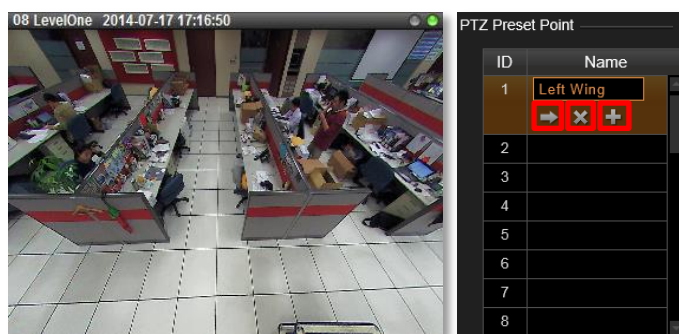 08 LevelOne 2014-07-17 17:16:50
PTZ Preset Point
ID Name
1 Left Wing
2
3
4
5
6
7
8